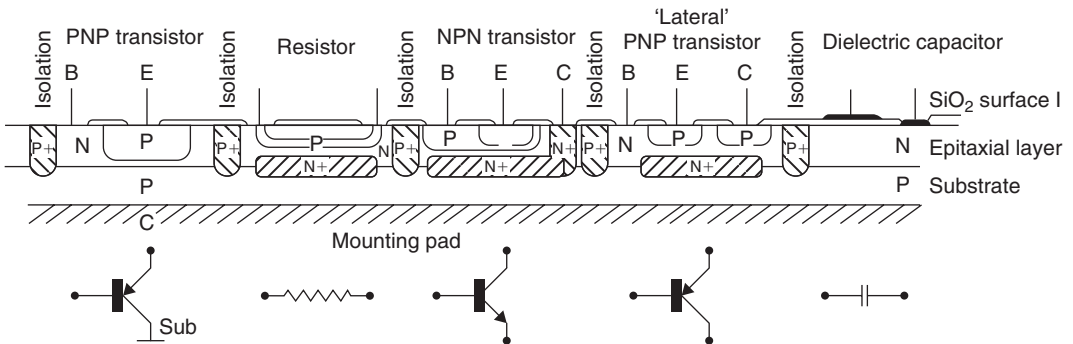 'Lateral'
Isolation PNP transistor Isolation Resistor Isolation NPN transistor Isolation PNP transistor Isolation Dielectric capacitor
B E B E C B E C
SiO₂ surface I
P+ N P P+ P N P+ P N+ P+ N P P P+ N Epitaxial layer
N+ N+ N+
P P Substrate
C
Mounting pad
Sub